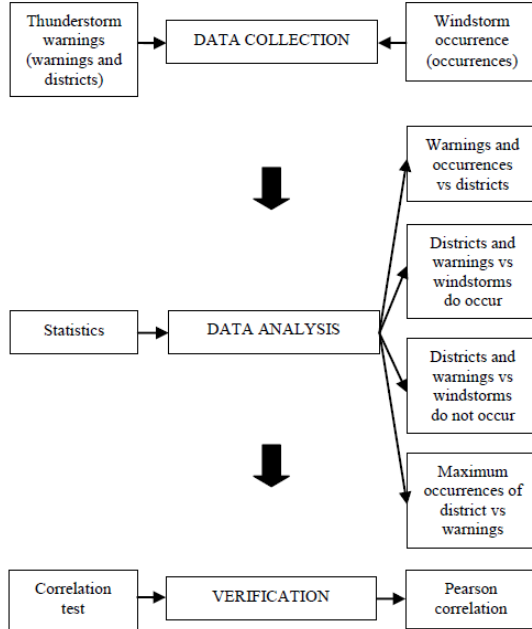 Thunderstorm
warnings
(warnings and
districts)
DATA COLLECTION
Windstorm
occurrence
(occurrences)
Warnings and
occurrences
vs districts
Districts and
warnings vs
windstorms
do occur
Statistics
DATA ANALYSIS
Districts and
warnings vs
windstorms
do not occur
Maximum
occurrences of
district vs
warnings
Correlation
test
VERIFICATION
Pearson
correlation